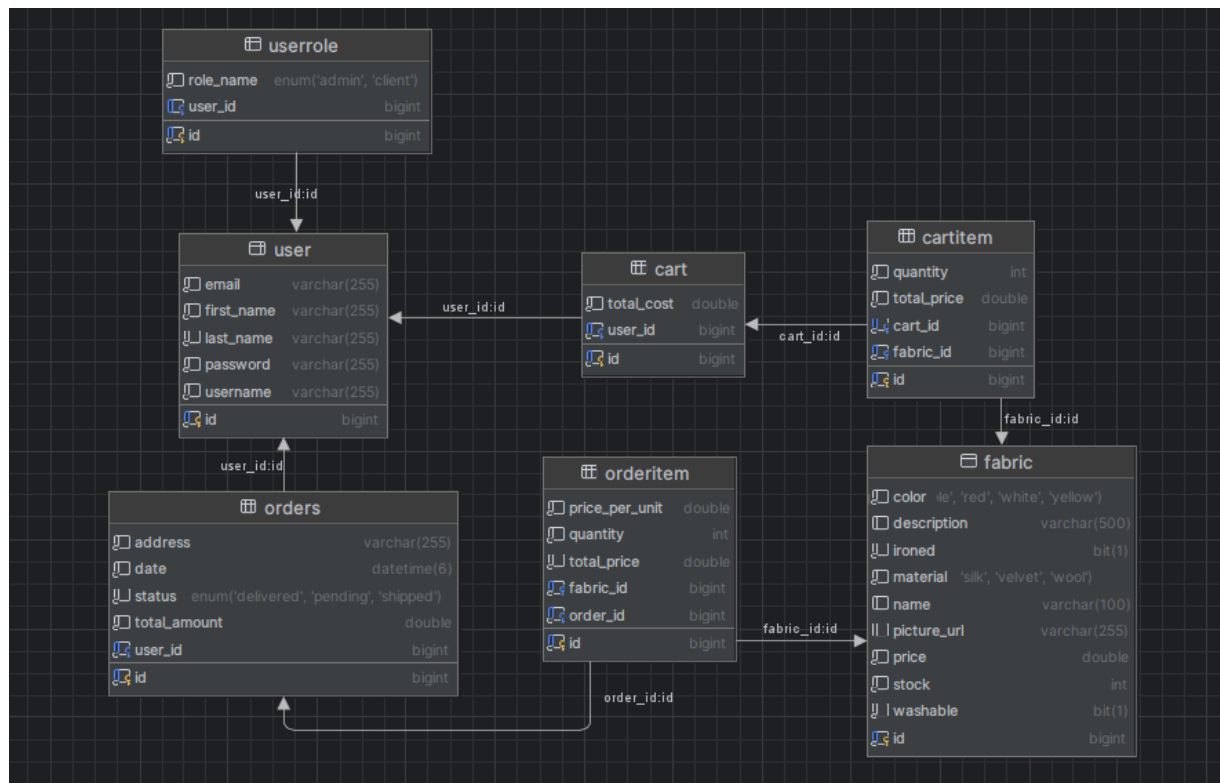 userrole
role_name enum('admin', 'client')
user_id bigint
id bigint
user_id:id
user
email varchar(255)
first_name varchar(255)
last_name varchar(255)
password varchar(255)
username varchar(255)
id bigint
user_id:id
cart
total_cost double
user_id bigint
id bigint
cart_id:id
cartitem
quantity int
total_price double
cart_id bigint
fabric_id bigint
id bigint
fabric_id:id
user_id:id
orders
address varchar(255)
date datetime(6)
status enum('delivered', 'pending', 'shipped')
total_amount double
user_id bigint
id bigint
orderitem
price_per_unit double
quantity int
total_price double
fabric_id bigint
order_id bigint
id bigint
fabric_id:id
order_id:id
fabric
color 'red', 'white', 'yellow')
description varchar(500)
ironed bit(1)
material 'silk', 'velvet', 'wool')
name varchar(100)
picture_url varchar(255)
price double
stock int
washable bit(1)
id bigint